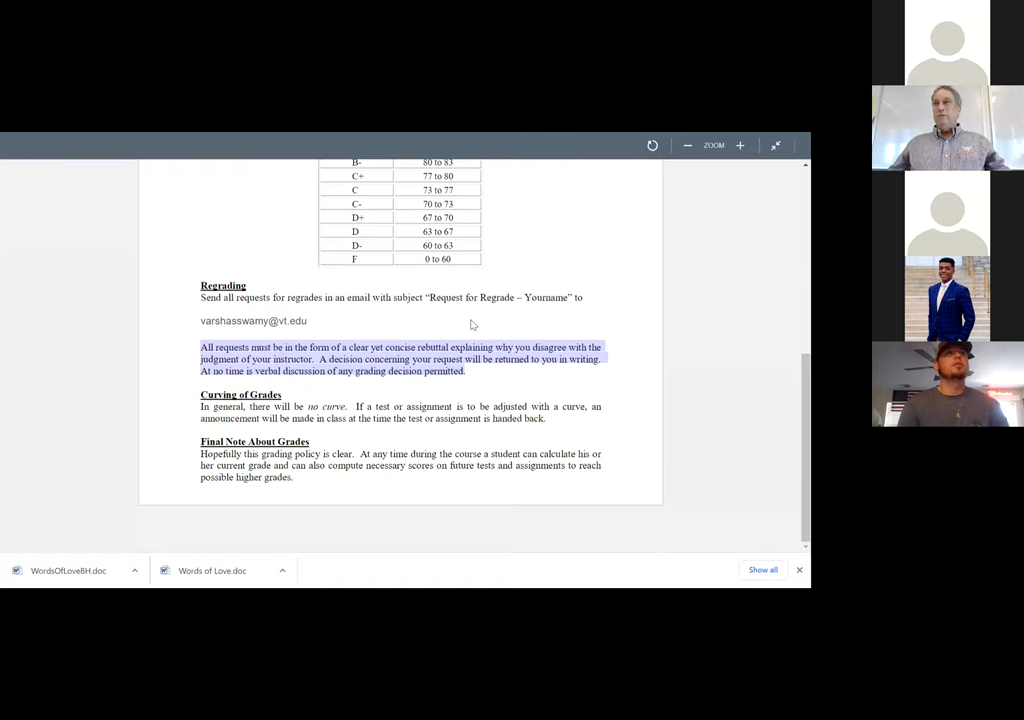 ZOOM
B- 80 to 83
C+ 77 to 80
C 73 to 77
C- 70 to 73
D+ 67 to 70
D 63 to 67
D- 60 to 63
F 0 to 60
Regrading
Send all requests for regrades in an email with subject “Request for Regrade – Yourname” to
varshasswamy@vt.edu
All requests must be in the form of a clear yet concise rebuttal explaining why you disagree with the
judgment of your instructor. A decision concerning your request will be returned to you in writing.
At no time is verbal discussion of any grading decision permitted.
Curving of Grades
In general, there will be no curve. If a test or assignment is to be adjusted with a curve, an
announcement will be made in class at the time the test or assignment is handed back.
Final Note About Grades
Hopefully this grading policy is clear. At any time during the course a student can calculate his or
her current grade and can also compute necessary scores on future tests and assignments to reach
possible higher grades.
WordsOfLoveBH.doc
Words of Love.doc
Show all